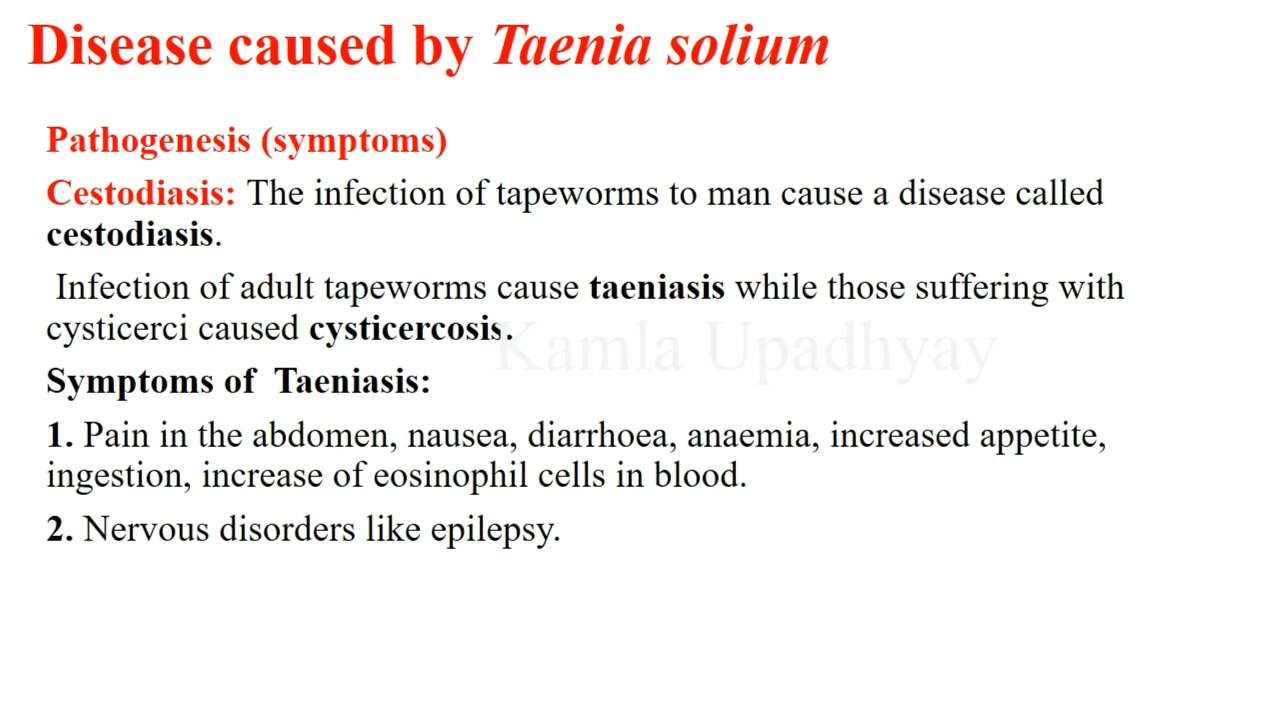 Disease caused by Taenia solium
Pathogenesis (symptoms)
Cestodiasis: The infection of tapeworms to man cause a disease called
cestodiasis.
Infection of adult tapeworms cause taeniasis while those suffering with
cysticerci caused cysticercosis.
Kamla Upadhyay
Symptoms of Taeniasis:
1. Pain in the abdomen, nausea, diarrhoea, anaemia, increased appetite,
ingestion, increase of eosinophil cells in blood.
2. Nervous disorders like epilepsy.